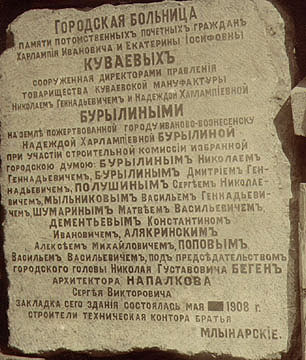 Городская больница
памяти потомственныхъ почетныхъ гражданъ
Харлампія Ивановича и Екатерины Іосифовны
Куваевыхъ
сооруженная директорами правленія
товарищества Куваевской мануфактуры
Николаемъ Геннадьевичемъ и Надеждой Харлампіевной
Бурылиными
на землѣ пожертвованной городу Иваново-Вознесенску
Надеждой Харлампіевной Бурылиной
при участіи строительной комиссіи избранной
городскою думою: Бурылинымъ Николаемъ
Геннадьевичемъ, Бурылинымъ Дмитріемъ Ген-
надьевичемъ, Полушинымъ Сергѣемъ Николае-
вичемъ, Мыльниковымъ Васильемъ Геннадьеви-
чемъ, Шумаринымъ Матвѣемъ Васильевичемъ,
Дементьевымъ Константиномъ
Ивановичемъ, Алякринскимъ
Алексѣемъ Михайловичемъ, Поповымъ
Васильемъ Васильевичемъ, подъ предсѣдательствомъ
городского головы Николая Густавовича Бегенъ
Архитектора Напалкова
Сергѣя Викторовича
Закладка сего зданія состоялась мая 1908 г.
строители техническая контора братья
Млынарскіе.